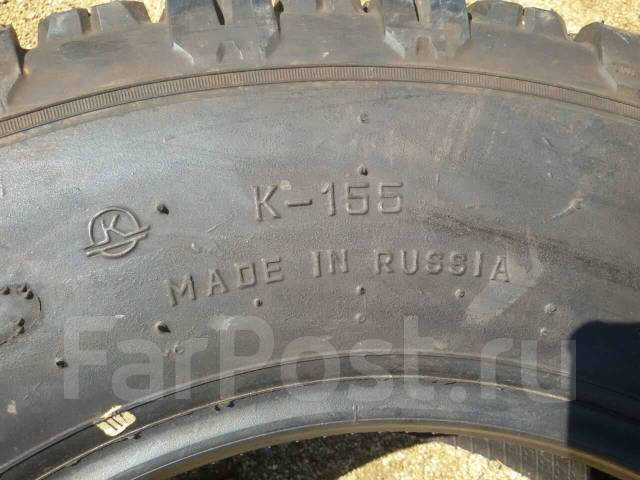 K-155
K
MADE IN RUSSIA
FarPost.ru